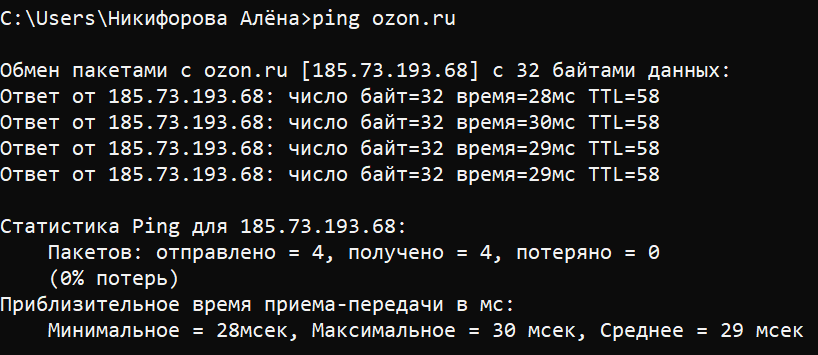 C:\Users\Никифорова Алёна>ping ozon.ru
Обмен пакетами с ozon.ru [185.73.193.68] с 32 байтами данных:
Ответ от 185.73.193.68: число байт=32 время=28мс TTL=58
Ответ от 185.73.193.68: число байт=32 время=30мс TTL=58
Ответ от 185.73.193.68: число байт=32 время=29мс TTL=58
Ответ от 185.73.193.68: число байт=32 время=29мс TTL=58
Статистика Ping для 185.73.193.68:
    Пакетов: отправлено = 4, получено = 4, потеряно = 0
    (0% потерь)
Приблизительное время приема-передачи в мс:
    Минимальное = 28мсек, Максимальное = 30 мсек, Среднее = 29 мсек